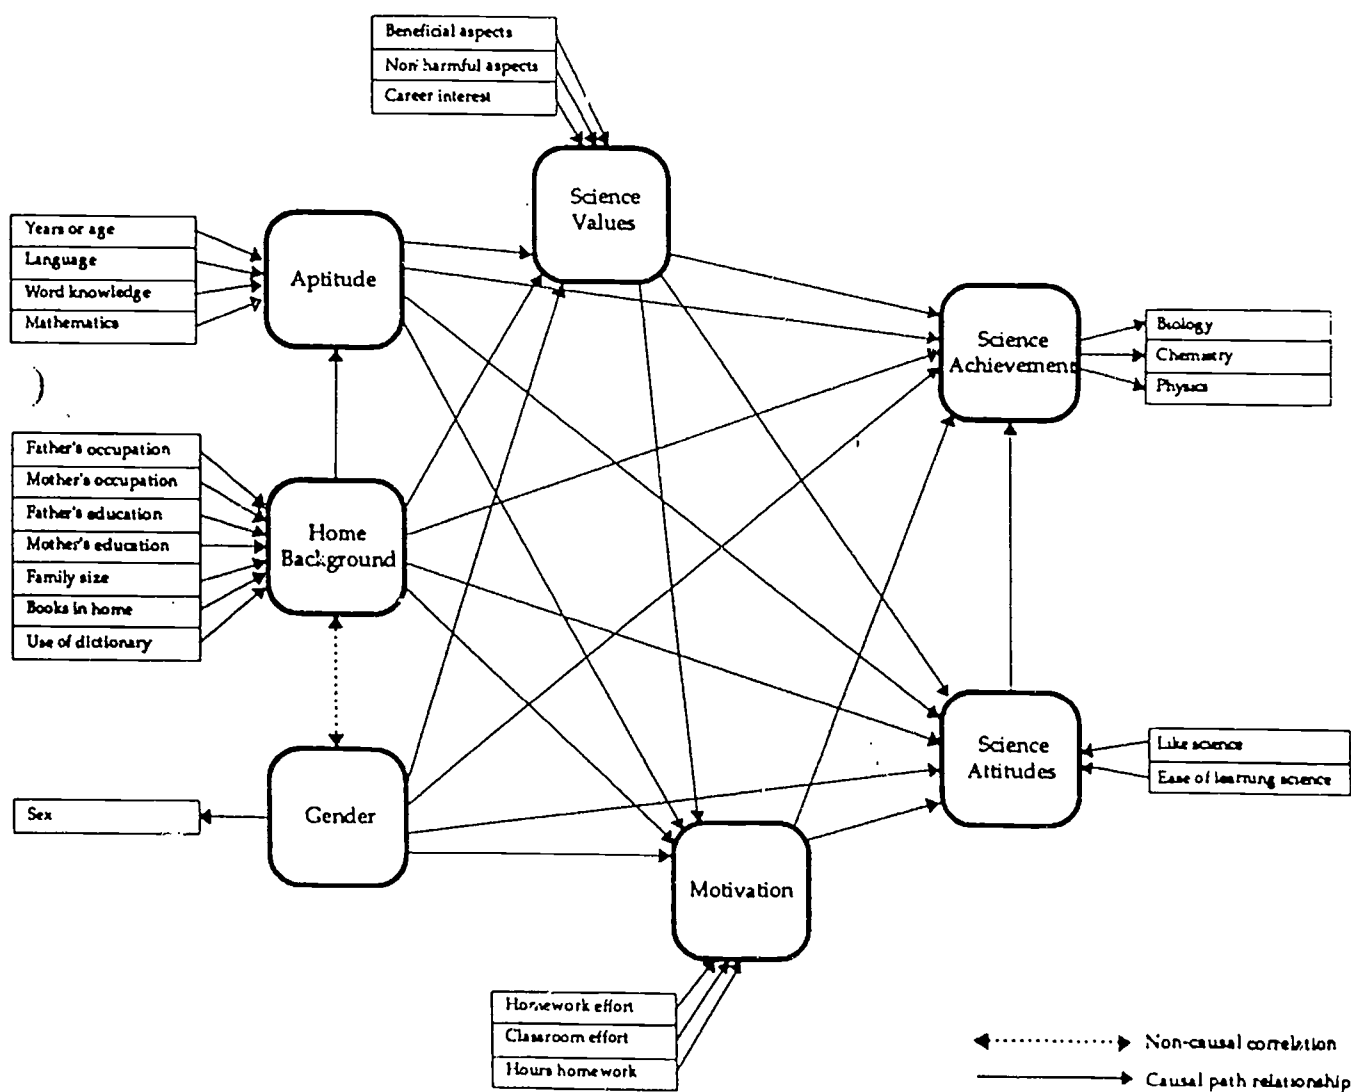 Beneficial aspects
Non harmful aspects
Career interest
Science
Values
Years or age
Language
Word knowledge
Mathematics
Aptitude
Science
Achievement
Biology
Chemistry
Physics
Father's occupation
Mother's occupation
Father's education
Mother's education
Family size
Books in home
Use of dictionary
Home
Background
Science
Attitudes
Like science
Ease of learning science
Sex
Gender
Motivation
Homework effort
Classroom effort
Hours homework
Non-causal correlation
Causal path relationship